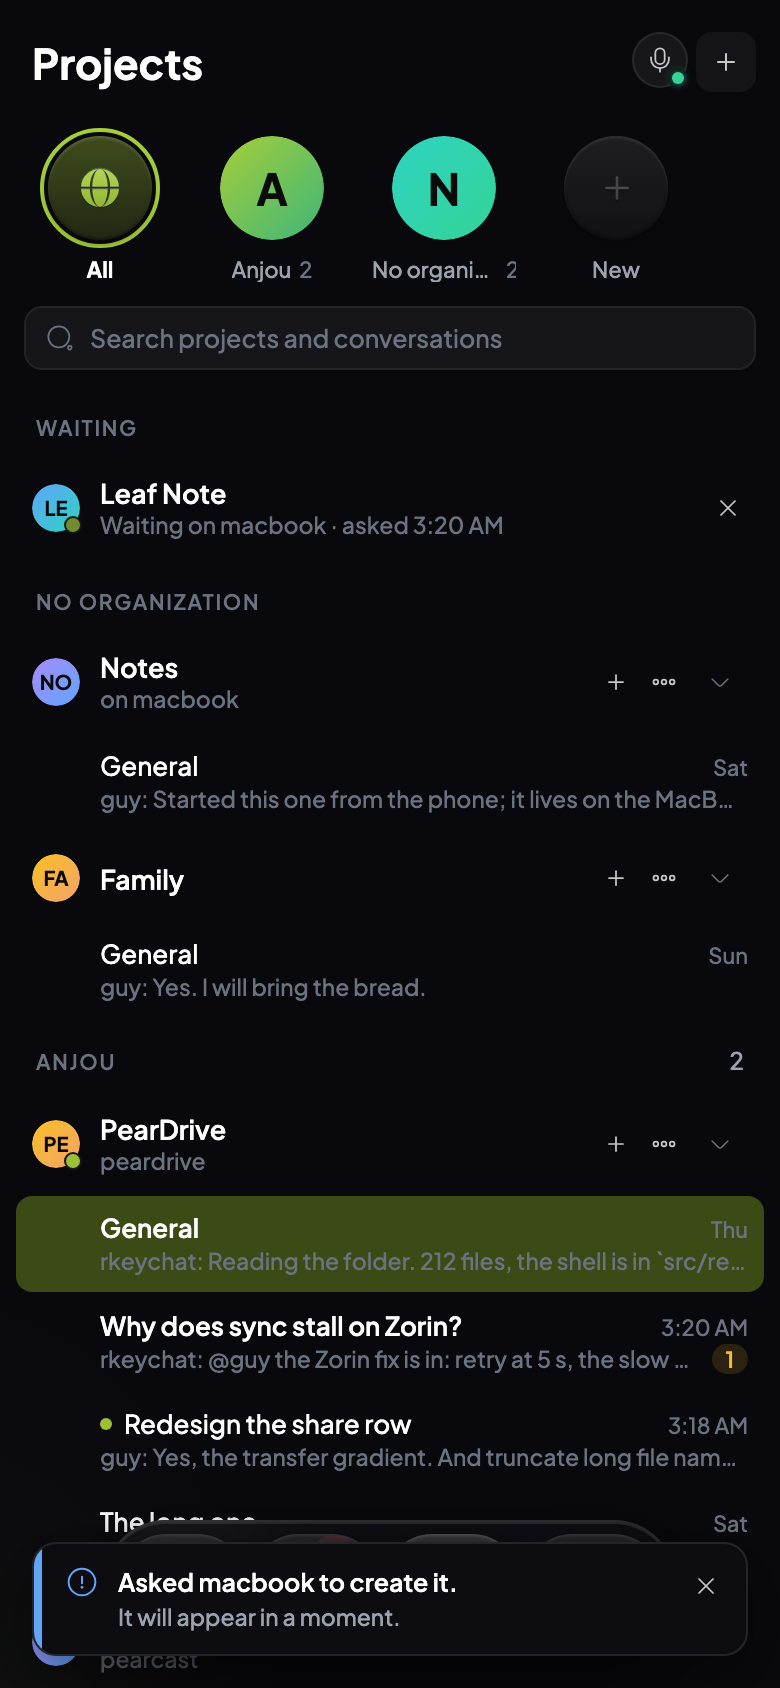 Projects
A
N
All
Anjou 2
No organi... 2
New
Search projects and conversations
WAITING
LE
Leaf Note
Waiting on macbook · asked 3:20 AM
NO ORGANIZATION
NO
Notes
on macbook
General
Sat
guy: Started this one from the phone; it lives on the MacB...
FA
Family
General
Sun
guy: Yes. I will bring the bread.
ANJOU
2
PE
PearDrive
peardrive
General
Thu
rkeychat: Reading the folder. 212 files, the shell is in `src/re...
Why does sync stall on Zorin?
3:20 AM
rkeychat: @guy the Zorin fix is in: retry at 5 s, the slow ...
1
Redesign the share row
3:18 AM
guy: Yes, the transfer gradient. And truncate long file nam...
The long one
Sat
Asked macbook to create it.
It will appear in a moment.
pearcast